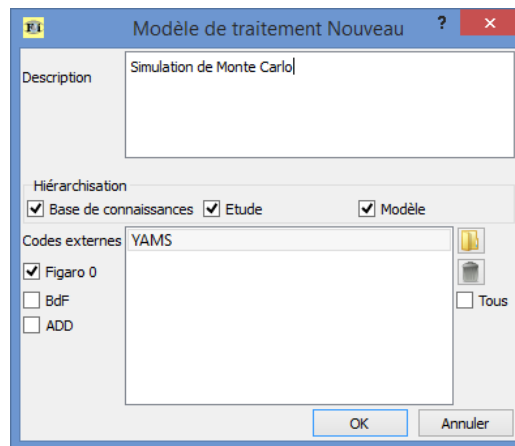 Modèle de traitement Nouveau ?
Description
Simulation de Monte Carlo
Hiérarchisation
Base de connaissances Etude Modèle
Codes externes YAMS
Figaro 0
BdF Tous
ADD
OK Annuler